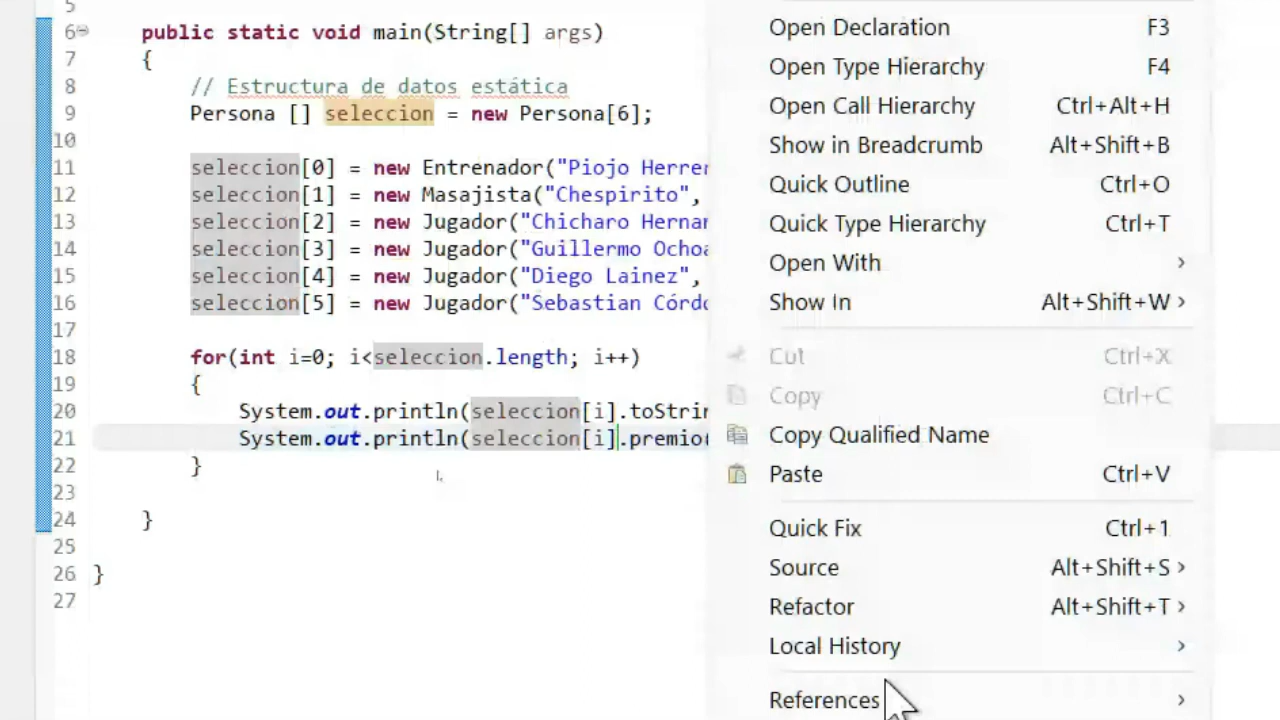 5
6 public static void main(String[] args)
7 {
8 // Estructura de datos estática
9 Persona [] seleccion = new Persona[6];
10
11 seleccion[0] = new Entrenador("Piojo Herrer
12 seleccion[1] = new Masajista("Chespirito",
13 seleccion[2] = new Jugador("Chicharo Hernar
14 seleccion[3] = new Jugador("Guillermo Ochoa
15 seleccion[4] = new Jugador("Diego Lainez",
16 seleccion[5] = new Jugador("Sebastian Córdo
17
18 for(int i=0; i<seleccion.length; i++)
19 {
20 System.out.println(seleccion[i].toStrin
21 System.out.println(seleccion[i].premio(
22 }
23
24 }
25
26 }
27
Open Declaration F3
Open Type Hierarchy F4
Open Call Hierarchy Ctrl+Alt+H
Show in Breadcrumb Alt+Shift+B
Quick Outline Ctrl+O
Quick Type Hierarchy Ctrl+T
Open With
Show In Alt+Shift+W
Cut Ctrl+X
Copy Ctrl+C
Copy Qualified Name
Paste Ctrl+V
Quick Fix Ctrl+1
Source Alt+Shift+S
Refactor Alt+Shift+T
Local History
References